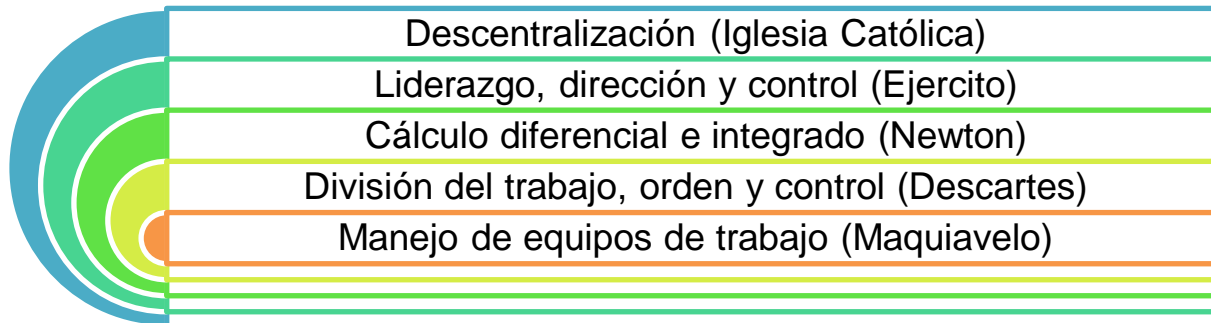 Descentralización (Iglesia Católica)
Liderazgo, dirección y control (Ejercito)
Cálculo diferencial e integrado (Newton)
División del trabajo, orden y control (Descartes)
Manejo de equipos de trabajo (Maquiavelo)